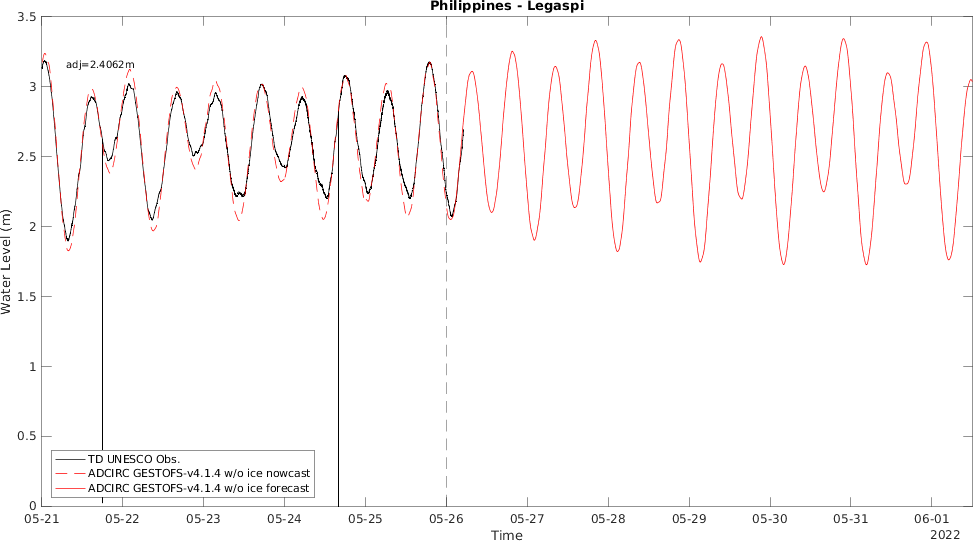 Philippines - Legaspi
adj=2.4062m
3.5
3
2.5
2
1.5
1
0.5
0
Water Level (m)
TD UNESCO Obs.
ADCIRC GESTOFS-v4.1.4 w/o ice nowcast
ADCIRC GESTOFS-v4.1.4 w/o ice forecast
05-21 05-22 05-23 05-24 05-25 05-26 05-27 05-28 05-29 05-30 05-31 06-01
2022
Time